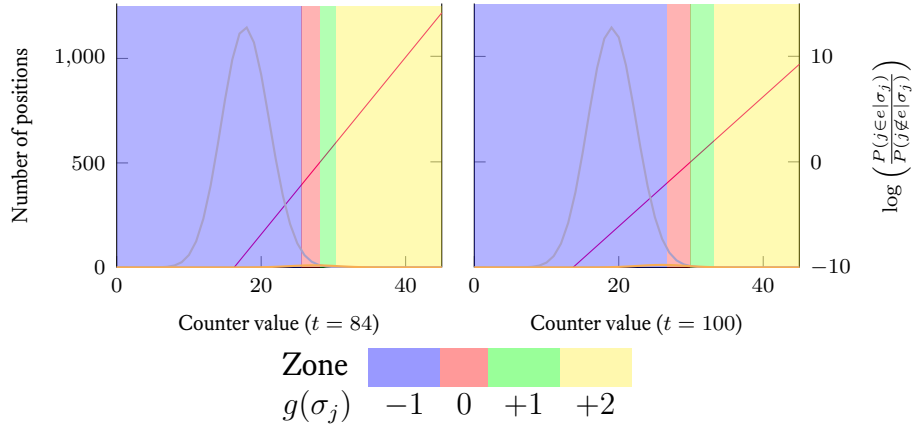 Number of positions
1,000
500
0
0
20
40
Counter value (t = 84)
0
20
40
Counter value (t = 100)
10
0
−10
log (P(j∈e|σ_j) / P(j∉e|σ_j))
Zone
g(σ_j) −1 0 +1 +2